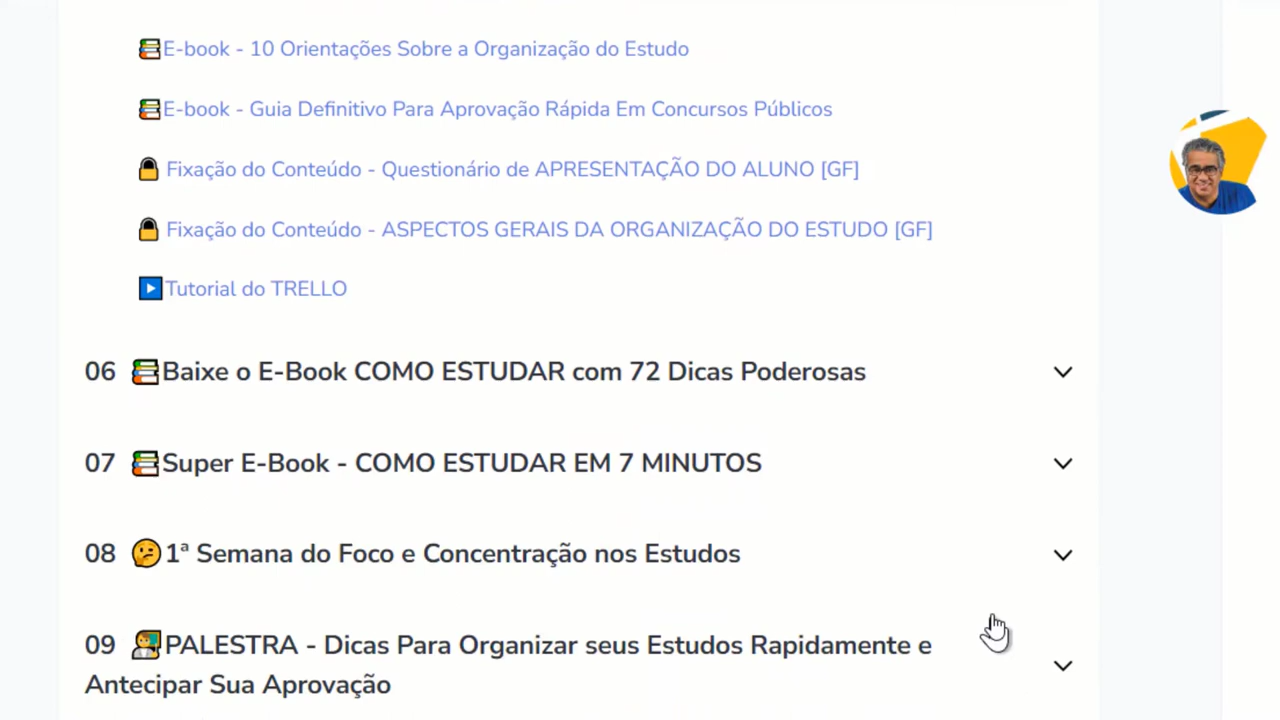 E-book - 10 Orientações Sobre a Organização do Estudo
E-book - Guia Definitivo Para Aprovação Rápida Em Concursos Públicos
Fixação do Conteúdo - Questionário de APRESENTAÇÃO DO ALUNO [GF]
Fixação do Conteúdo - ASPECTOS GERAIS DA ORGANIZAÇÃO DO ESTUDO [GF]
Tutorial do TRELLO
06 Baixe o E-Book COMO ESTUDAR com 72 Dicas Poderosas
07 Super E-Book - COMO ESTUDAR EM 7 MINUTOS
08 1ª Semana do Foco e Concentração nos Estudos
09 PALESTRA - Dicas Para Organizar seus Estudos Rapidamente e
Antecipar Sua Aprovação